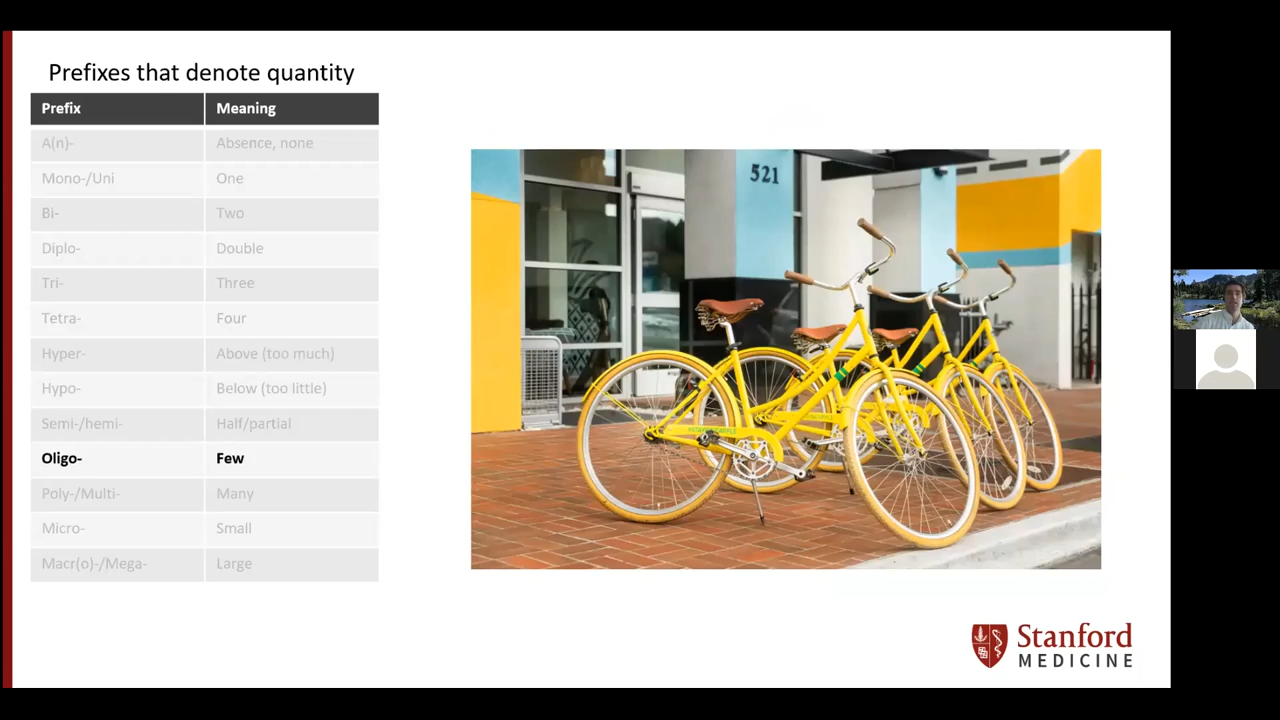 Prefixes that denote quantity
Prefix Meaning
A(n)- Absence, none
Mono-/Uni One
Bi- Two
Diplo- Double
Tri- Three
Tetra- Four
Hyper- Above (too much)
Hypo- Below (too little)
Semi-/hemi- Half/partial
Oligo- Few
Poly-/Multi- Many
Micro- Small
Macr(o)-/Mega- Large
521
Stanford
MEDICINE